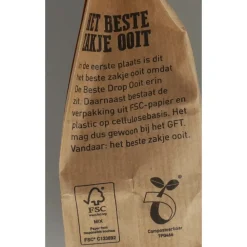 HET BESTE
ZAKJE OOIT
In de eerste plaats is dit
het beste zakje ooit omdat
De Beste Drop Ooit erin
zit. Daarnaast bestaat de
verpakking uit FSC-papier en
plastic op cellulosebasis. Het
mag dus gewoon bij het GFT.
Vandaar: het beste zakje ooit.
FSC
MIX
FSC®
Composteerbaar